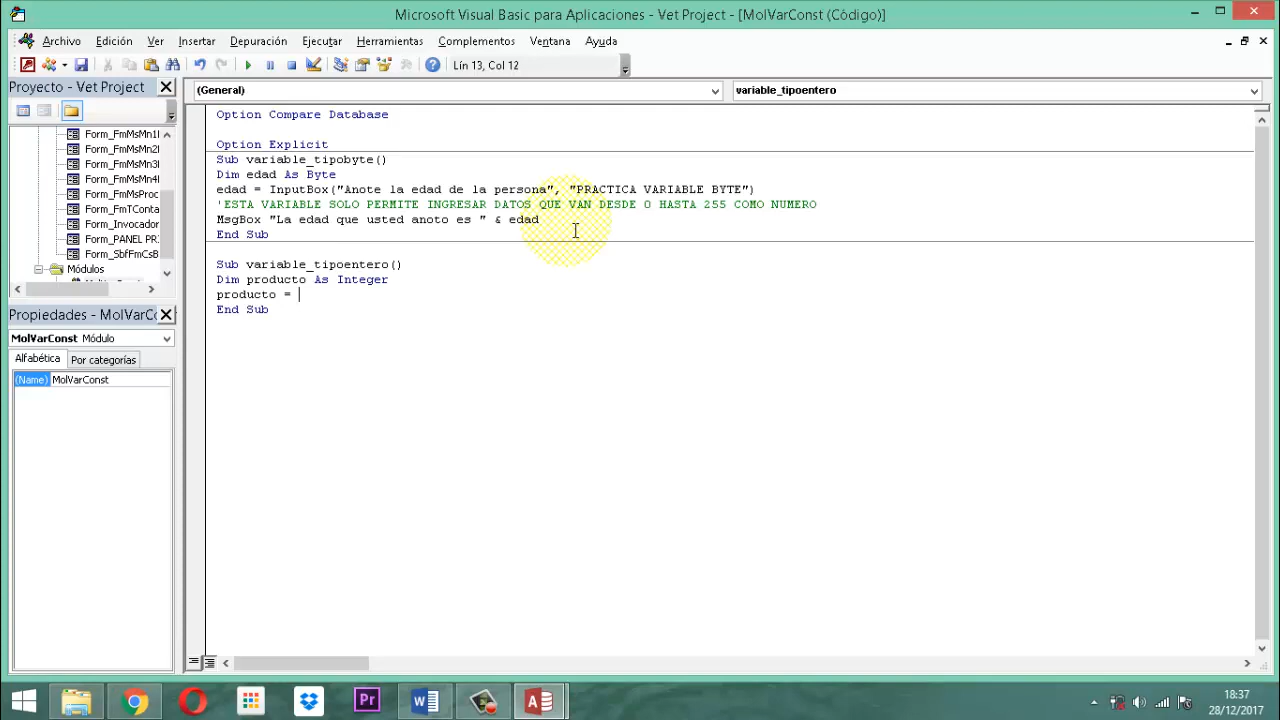 Microsoft Visual Basic para Aplicaciones - Vet Project - [MolVarConst (Código)]
Archivo Edición Ver Insertar Depuración Ejecutar Herramientas Complementos Ventana Ayuda
Lín 13, Col 12
Proyecto - Vet Project
(General)
variable_tipoentero
Form_FmMsMn1
Form_FmMsMn2
Form_FmMsMn3
Form_FmMsMn4
Form_FmMsProc
Form_FmTConta
Form_Invocador
Form_PANEL PR
Form_SbfFmCsB
Módulos
Propiedades - MolVarC
MolVarConst Módulo
Alfabética Por categorías
(Name) MolVarConst
Option Compare Database
Option Explicit
Sub variable_tipobyte()
Dim edad As Byte
edad = InputBox("Anote la edad de la persona", "PRACTICA VARIABLE BYTE")
'ESTA VARIABLE SOLO PERMITE INGRESAR DATOS QUE VAN DESDE 0 HASTA 255 COMO NUMERO
MsgBox "La edad que usted anoto es " & edad
End Sub
Sub variable_tipoentero()
Dim producto As Integer
producto =
End Sub
Pr
18:37
28/12/2017